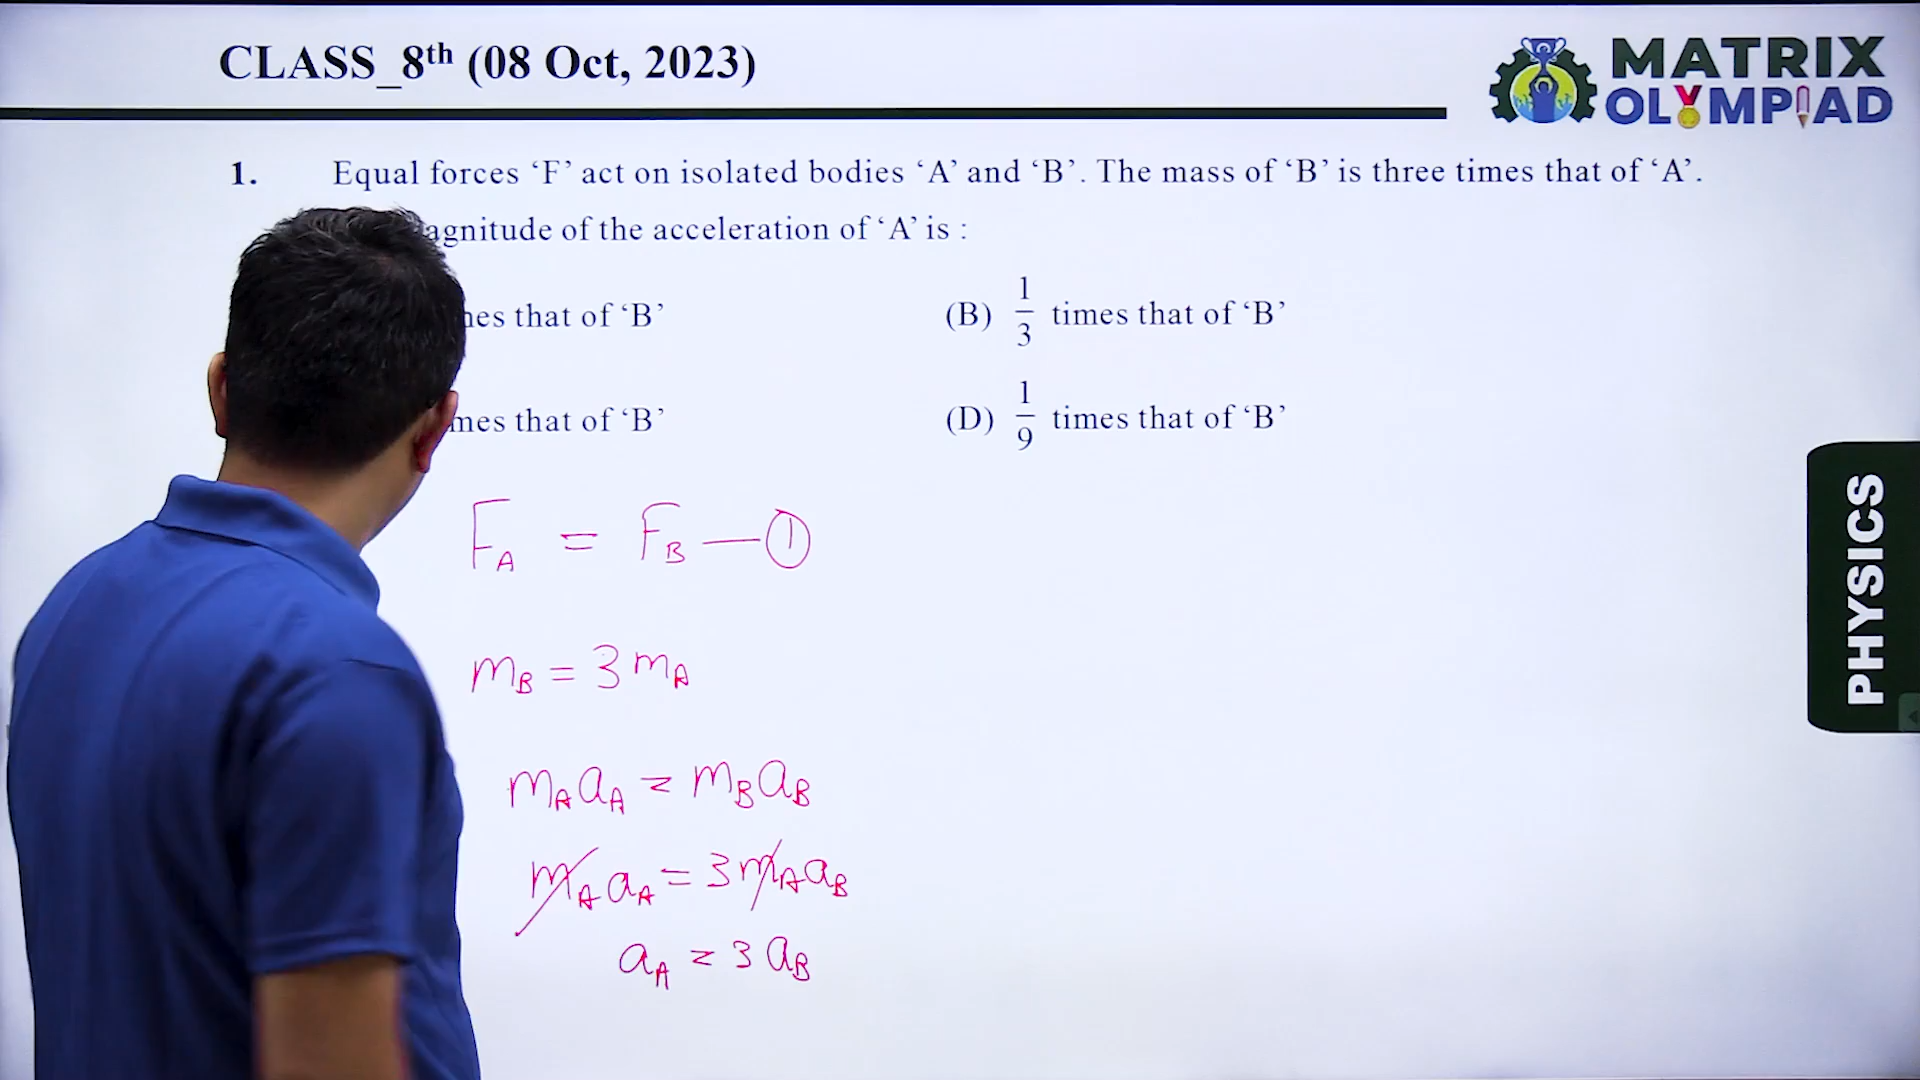 CLASS_8th (08 Oct, 2023)
MATRIX
OLYMPIAD
1. Equal forces ‘F’ act on isolated bodies ‘A’ and ‘B’. The mass of ‘B’ is three times that of ‘A’.
agnitude of the acceleration of ‘A’ is :
mes that of ‘B’ (B) 1/3 times that of ‘B’
mes that of ‘B’ (D) 1/9 times that of ‘B’
F_A = F_B — ①
m_B = 3 m_A
m_A a_A = m_B a_B
m_A a_A = 3 m_A a_B
a_A = 3 a_B
PHYSICS